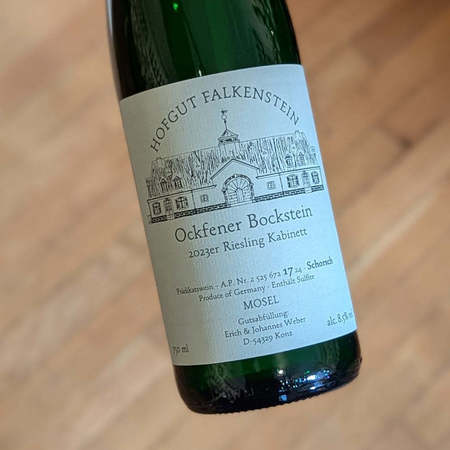 HOFGUT FALKENSTEIN
Ockfener Bockstein
2023er Riesling Kabinett
Prädikatswein - A.P. Nr. 2 525 672 17 24 - Schorsch
Produce of Germany - Enthält Sulfite
MOSEL
Gutsabfüllung:
Erich & Johannes Weber
D-54329 Konz
750 ml
alc. 8.5% vol.